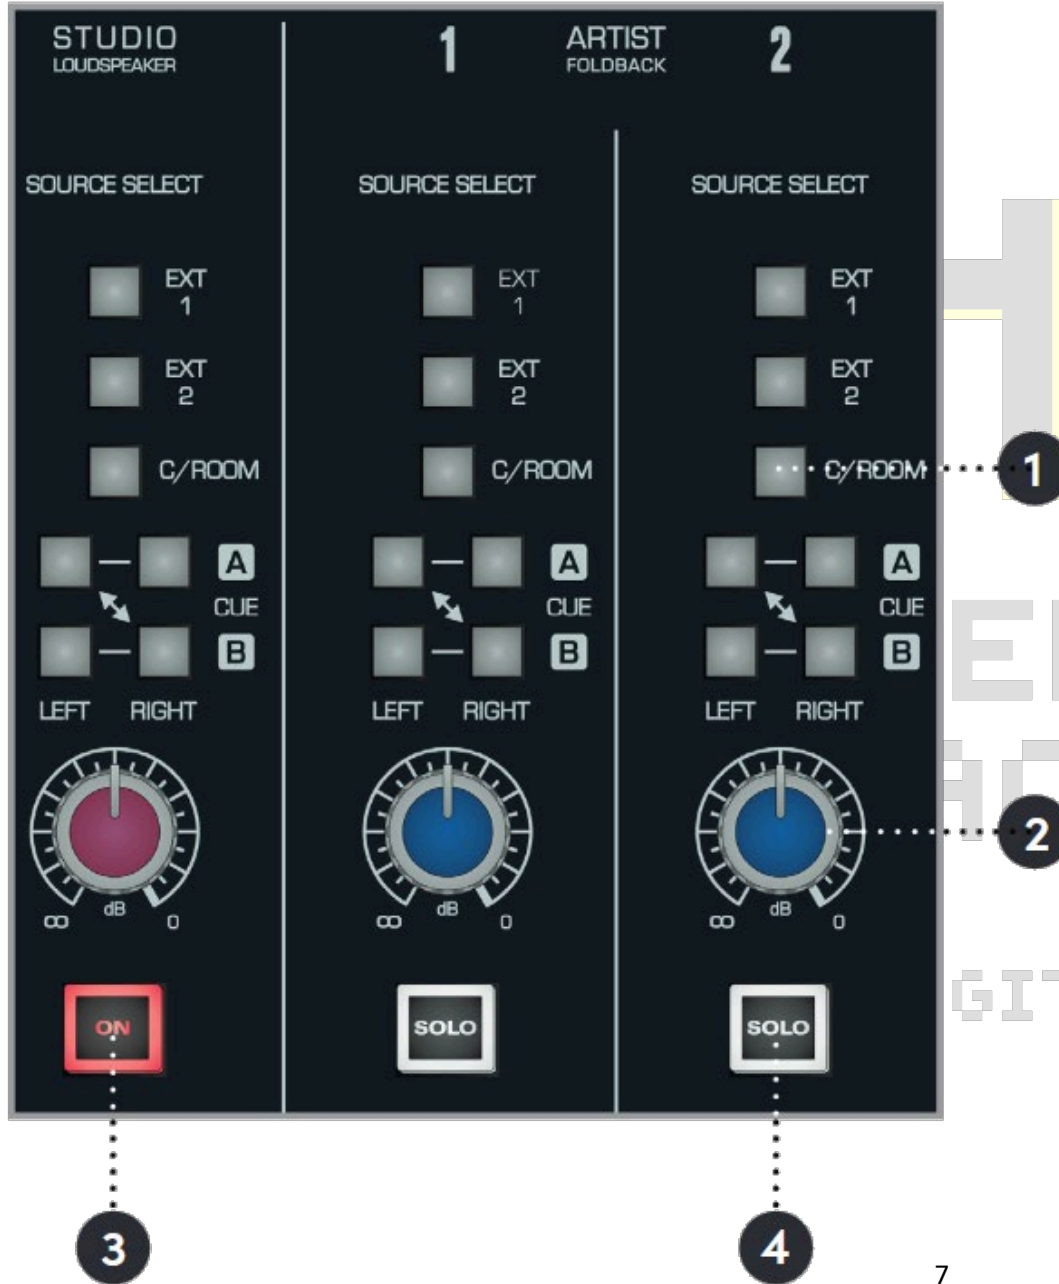 STUDIO
LOUDSPEAKER
1
ARTIST
FOLDBACK
2
SOURCE SELECT
EXT
1
EXT
2
C/ROOM
A
CUE
B
LEFT RIGHT
∞ dB 0
ON
SOURCE SELECT
EXT
1
EXT
2
C/ROOM
A
CUE
B
LEFT RIGHT
∞ dB 0
SOLO
SOURCE SELECT
EXT
1
EXT
2
C/ROOM
A
CUE
B
LEFT RIGHT
∞ dB 0
SOLO
1
2
3
4
7